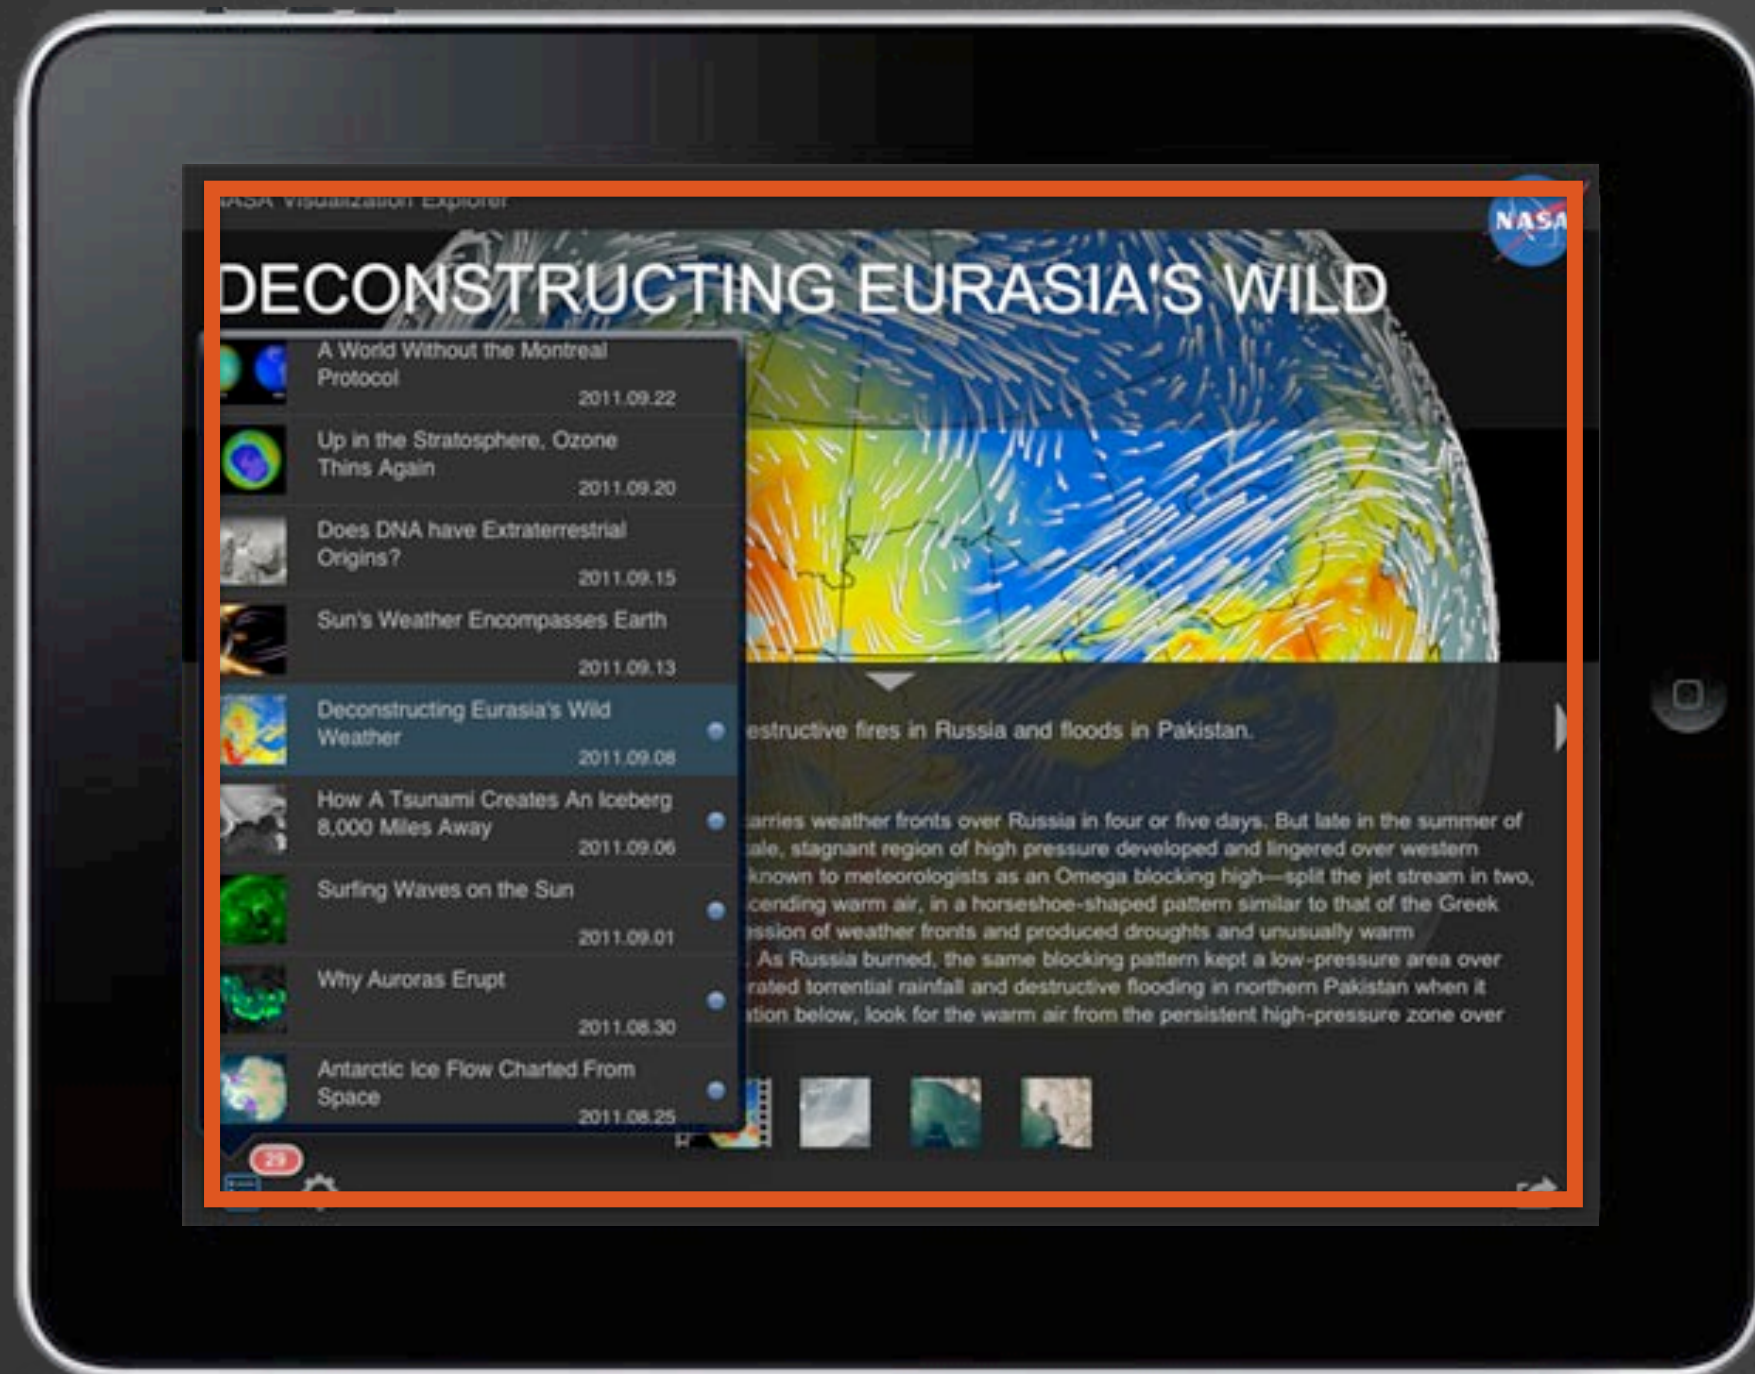 NASA Visualization Explorer
NASA
DECONSTRUCTING EURASIA'S WILD
A World Without the Montreal
Protocol
2011.09.22
Up in the Stratosphere, Ozone
Thins Again
2011.09.20
Does DNA have Extraterrestrial
Origins?
2011.09.15
Sun's Weather Encompasses Earth
2011.09.13
Deconstructing Eurasia's Wild
Weather
2011.09.08
How A Tsunami Creates An Iceberg
8,000 Miles Away
2011.09.06
Surfing Waves on the Sun
2011.09.01
Why Auroras Erupt
2011.08.30
Antarctic Ice Flow Charted From
Space
2011.08.25
29
estructive fires in Russia and floods in Pakistan.
arries weather fronts over Russia in four or five days. But late in the summer of
ale, stagnant region of high pressure developed and lingered over western
known to meteorologists as an Omega blocking high—split the jet stream in two,
cending warm air, in a horseshoe-shaped pattern similar to that of the Greek
ession of weather fronts and produced droughts and unusually warm
. As Russia burned, the same blocking pattern kept a low-pressure area over
rated torrential rainfall and destructive flooding in northern Pakistan when it
ation below, look for the warm air from the persistent high-pressure zone over